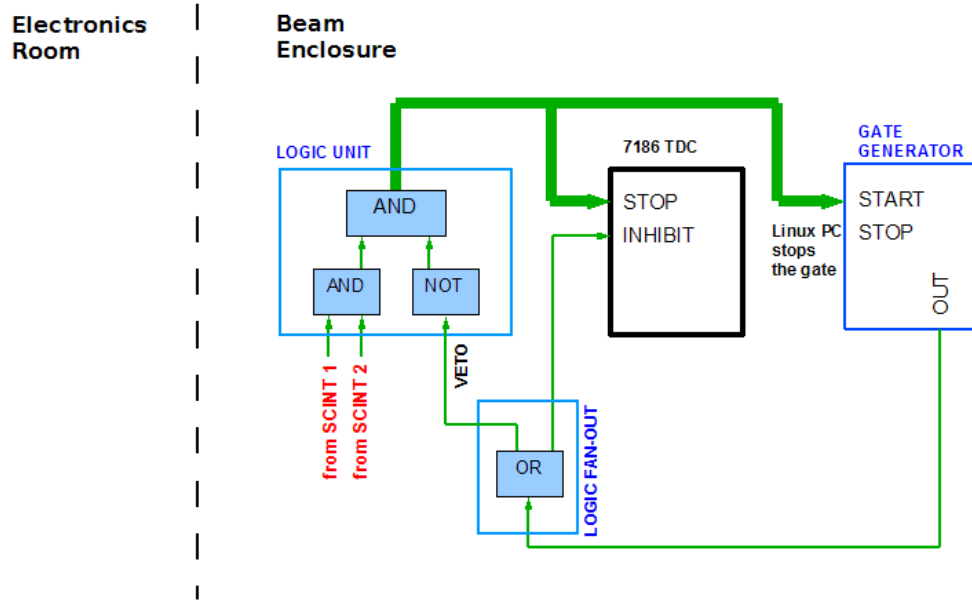 Electronics
Room
Beam
Enclosure
LOGIC UNIT
7186 TDC
GATE
GENERATOR
AND
STOP
INHIBIT
START
STOP
Linux PC
stops
the gate
AND
NOT
OUT
from SCINT 1
from SCINT 2
VETO
OR
LOGIC FAN-OUT